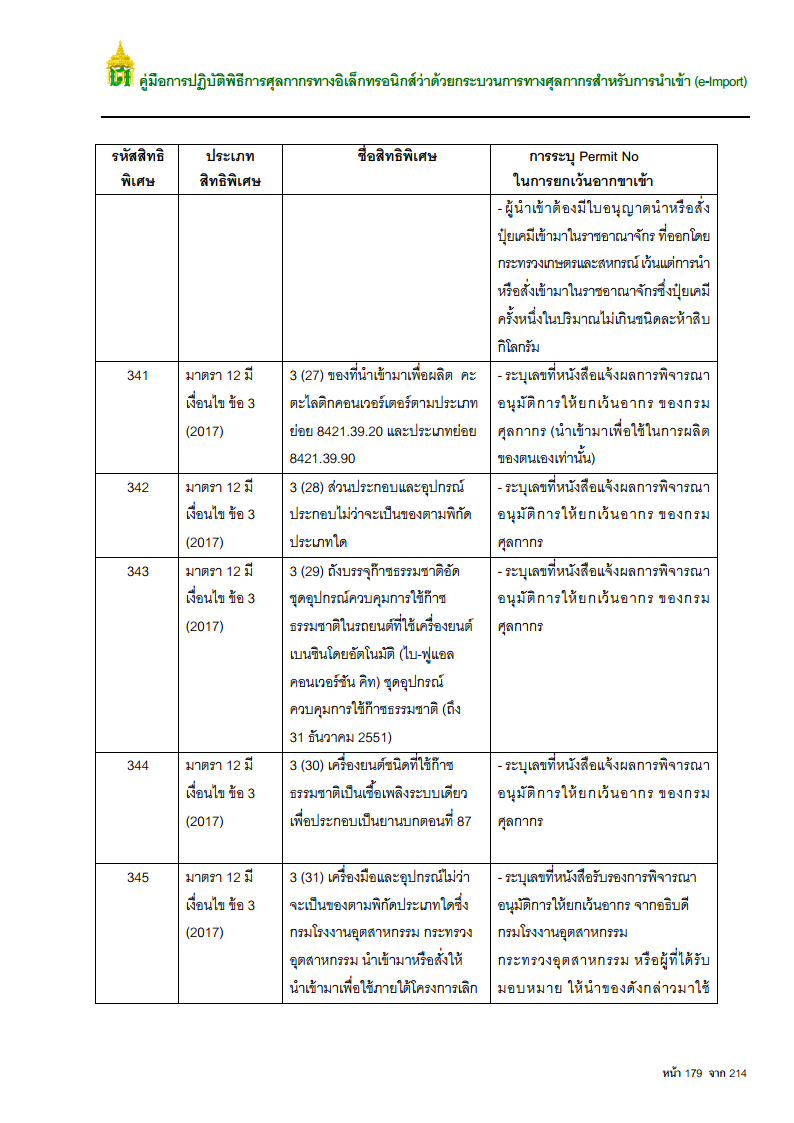 คู่มือการปฏิบัติพิธีการศุลกากรทางอิเล็กทรอนิกส์ว่าด้วยกระบวนการทางศุลกากรสำหรับการนำเข้า (e-Import)
รหัสสิทธิ
พิเศษ
ประเภท
สิทธิพิเศษ
ชื่อสิทธิพิเศษ
การระบุ Permit No
ในการยกเว้นอากขาเข้า
- ผู้นำเข้าต้องมีใบอนุญาตนำหรือสั่ง
ปุ๋ยเคมีเข้ามาในราชอาณาจักร ที่ออกโดย
กระทรวงเกษตรและสหกรณ์ เว้นแต่การนำ
หรือสั่งเข้ามาในราชอาณาจักรซึ่งปุ๋ยเคมี
ครั้งหนึ่งในปริมาณไม่เกินชนิดละห้าสิบ
กิโลกรัม
341
มาตรา 12 มี
เงื่อนไข ข้อ 3
(2017)
3 (27) ของที่นำเข้ามาเพื่อผลิต คะ
ตะไลติกคอนเวอร์เตอร์ตามประเภท
ย่อย 8421.39.20 และประเภทย่อย
8421.39.90
- ระบุเลขที่หนังสือแจ้งผลการพิจารณา
อนุมัติการให้ยกเว้นอากร ของกรม
ศุลกากร (นำเข้ามาเพื่อใช้ในการผลิต
ของตนเองเท่านั้น)
342
มาตรา 12 มี
เงื่อนไข ข้อ 3
(2017)
3 (28) ส่วนประกอบและอุปกรณ์
ประกอบไม่ว่าจะเป็นของตามพิกัด
ประเภทใด
- ระบุเลขที่หนังสือแจ้งผลการพิจารณา
อนุมัติการให้ยกเว้นอากร ของกรม
ศุลกากร
343
มาตรา 12 มี
เงื่อนไข ข้อ 3
(2017)
3 (29) ถังบรรจุก๊าซธรรมชาติอัด
ชุดอุปกรณ์ควบคุมการใช้ก๊าซ
ธรรมชาติในรถยนต์ที่ใช้เครื่องยนต์
เบนซินโดยอัตโนมัติ (ไบ-ฟูแอล
คอนเวอร์ชัน คิท) ชุดอุปกรณ์
ควบคุมการใช้ก๊าซธรรมชาติ (ถึง
31 ธันวาคม 2551)
- ระบุเลขที่หนังสือแจ้งผลการพิจารณา
อนุมัติการให้ยกเว้นอากร ของกรม
ศุลกากร
344
มาตรา 12 มี
เงื่อนไข ข้อ 3
(2017)
3 (30) เครื่องยนต์ชนิดที่ใช้ก๊าซ
ธรรมชาติเป็นเชื้อเพลิงระบบเดียว
เพื่อประกอบเป็นยานบกตอนที่ 87
- ระบุเลขที่หนังสือแจ้งผลการพิจารณา
อนุมัติการให้ยกเว้นอากร ของกรม
ศุลกากร
345
มาตรา 12 มี
เงื่อนไข ข้อ 3
(2017)
3 (31) เครื่องมือและอุปกรณ์ไม่ว่า
จะเป็นของตามพิกัดประเภทใดซึ่ง
กรมโรงงานอุตสาหกรรม กระทรวง
อุตสาหกรรม นำเข้ามาหรือสั่งให้
นำเข้ามาเพื่อใช้ภายใต้โครงการเลิก
- ระบุเลขที่หนังสือรับรองการพิจารณา
อนุมัติการให้ยกเว้นอากร จากอธิบดี
กรมโรงงานอุตสาหกรรม
กระทรวงอุตสาหกรรม หรือผู้ที่ได้รับ
มอบหมาย ให้นำของดังกล่าวมาใช้
หน้า 179 จาก 214